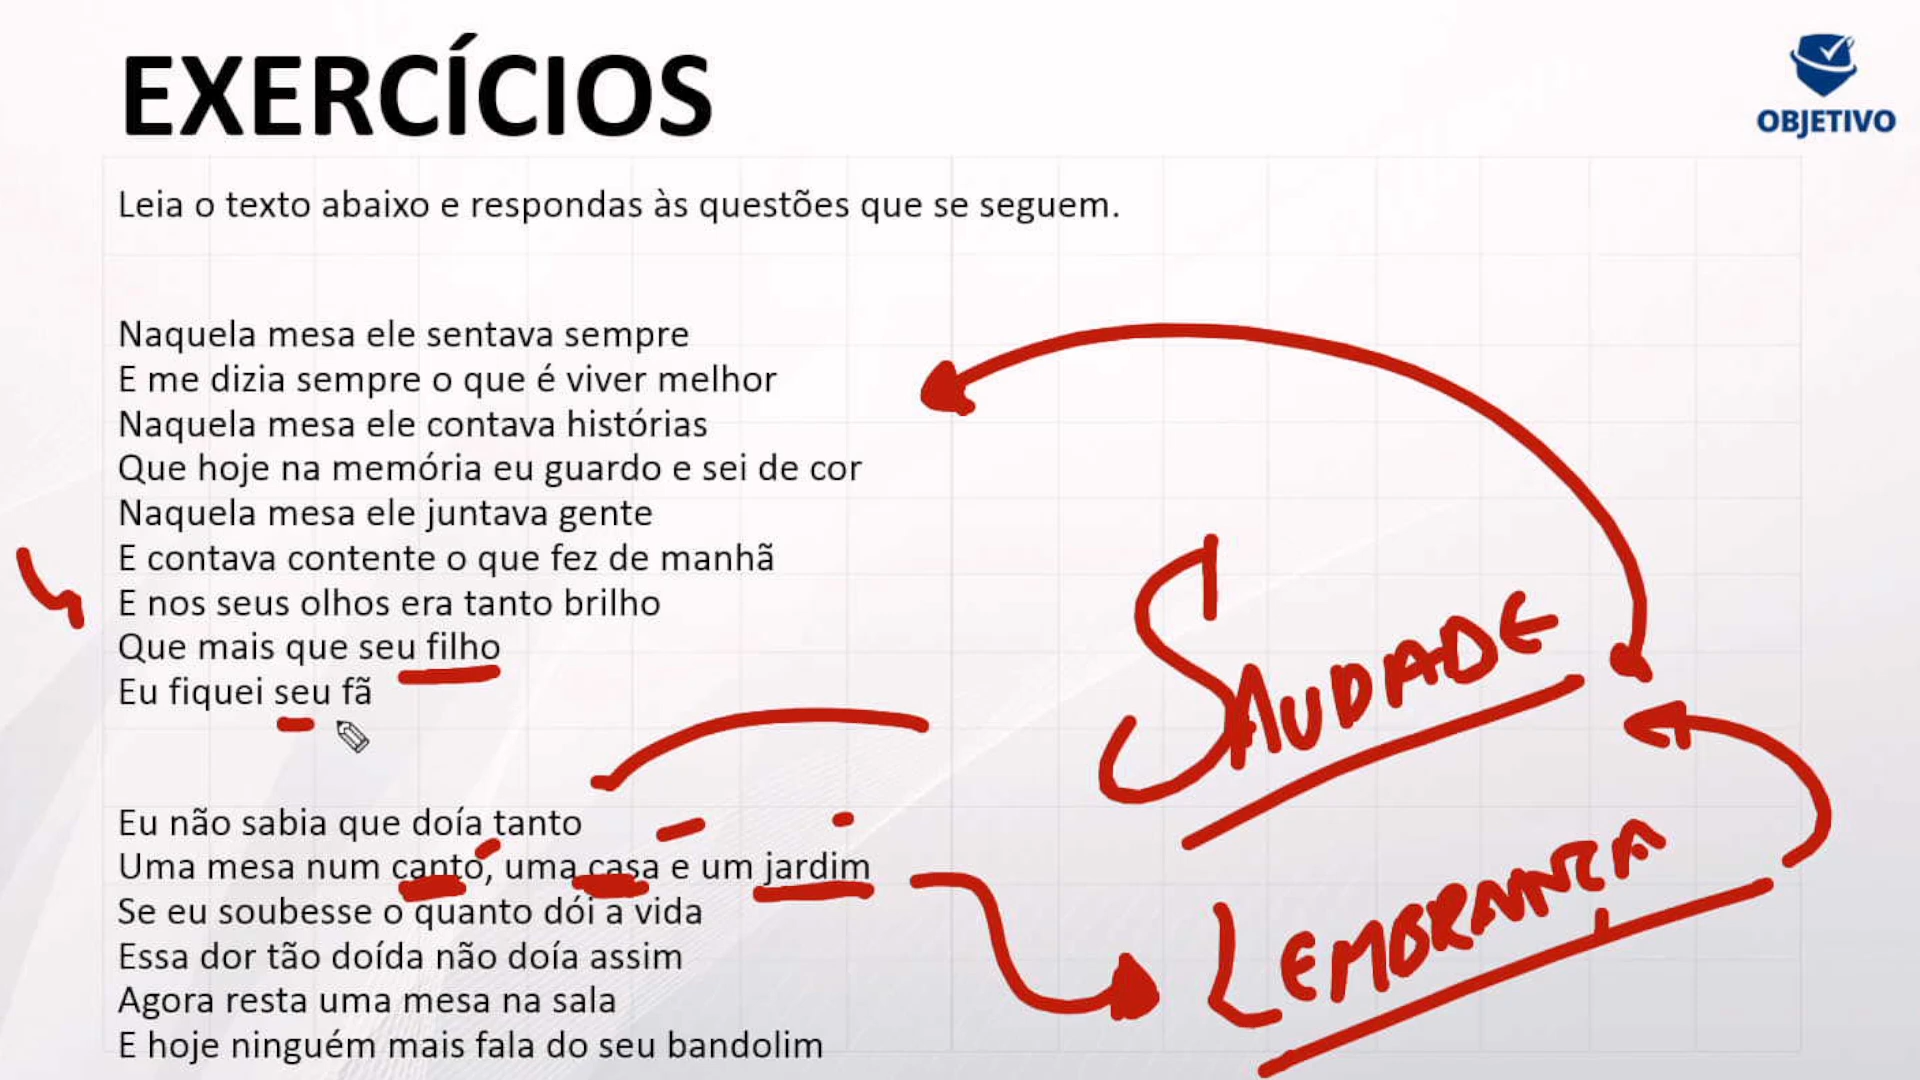 EXERCÍCIOS
OBJETIVO
Leia o texto abaixo e respondas às questões que se seguem.
Naquela mesa ele sentava sempre
E me dizia sempre o que é viver melhor
Naquela mesa ele contava histórias
Que hoje na memória eu guardo e sei de cor
Naquela mesa ele juntava gente
E contava contente o que fez de manhã
E nos seus olhos era tanto brilho
Que mais que seu filho
Eu fiquei seu fã
SAUDADE
Eu não sabia que doía tanto
Uma mesa num canto, uma casa e um jardim
Se eu soubesse o quanto dói a vida
Essa dor tão doída não doía assim
Agora resta uma mesa na sala
E hoje ninguém mais fala do seu bandolim
LEMBRANÇA